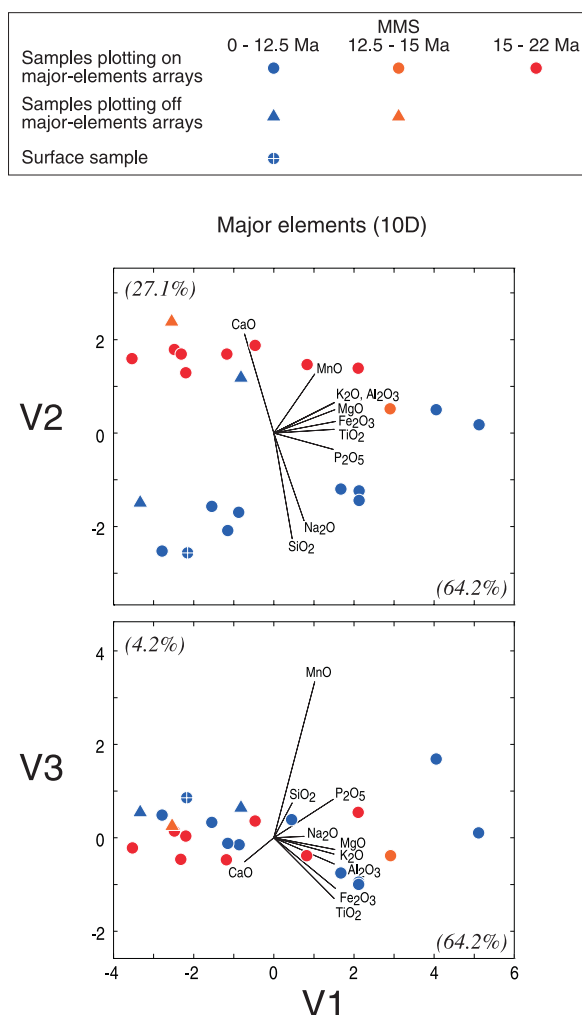 MMS
0 - 12.5 Ma 12.5 - 15 Ma 15 - 22 Ma
Samples plotting on
major-elements arrays
Samples plotting off
major-elements arrays
Surface sample
Major elements (10D)
(27.1%)
CaO
2
MnO
K₂O, Al₂O₃
MgO
V2
Fe₂O₃
0
TiO₂
P₂O₅
-2
Na₂O
SiO₂
(64.2%)
(4.2%)
4
MnO
2
V3
SiO₂
P₂O₅
0
Na₂O
MgO
K₂O
Al₂O₃
CaO
Fe₂O₃
TiO₂
-2
(64.2%)
-4 -2 0 2 4 6
V1